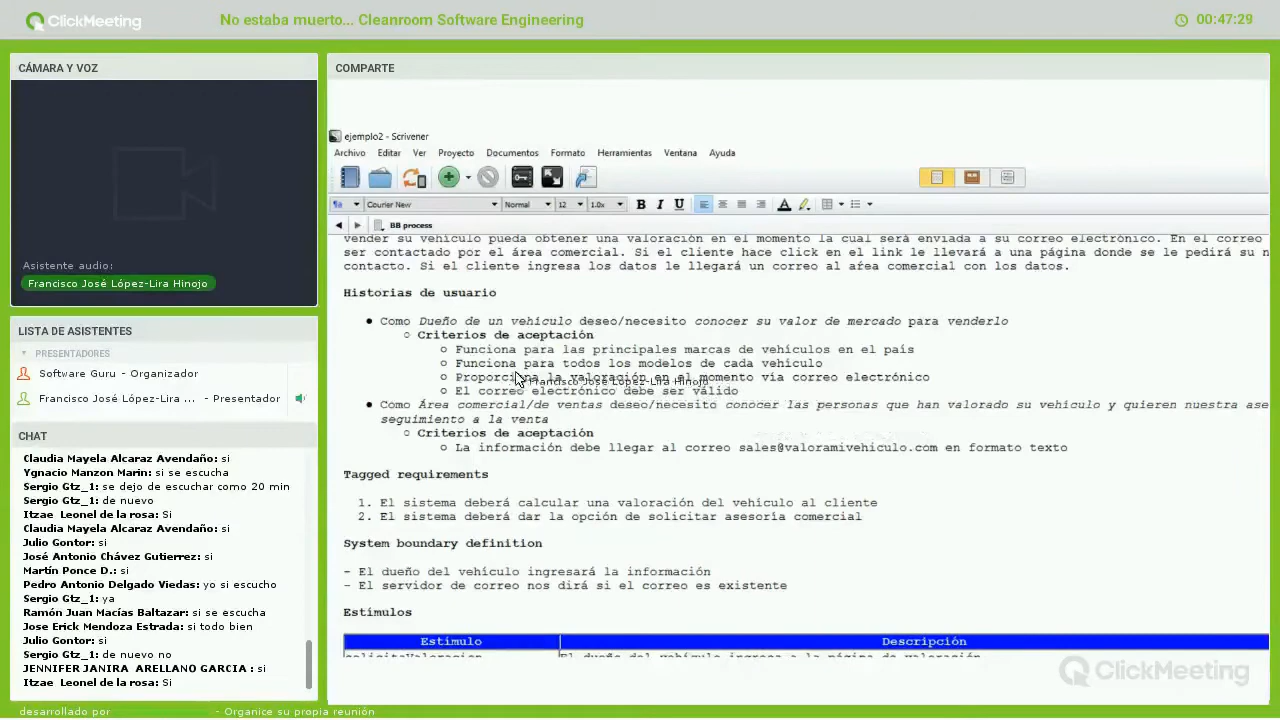 ClickMeeting
No estaba muerto... Cleanroom Software Engineering
00:47:29
CÁMARA Y VOZ
Asistente audio:
Francisco José López-Lira Hinojo
LISTA DE ASISTENTES
PRESENTADORES
Software Guru - Organizador
Francisco José López-Lira ... - Presentador
CHAT
Claudia Mayela Alcaraz Avendaño: si
Ygnacio Manzon Marin: si se escucha
Sergio Gtz_1: se dejo de escuchar como 20 min
Sergio Gtz_1: de nuevo
Itzae Leonel de la rosa: Si
Claudia Mayela Alcaraz Avendaño: si
Julio Gontor: si
José Antonio Chávez Gutierrez: si
Martín Ponce D.: si
Pedro Antonio Delgado Viedas: yo si escucho
Sergio Gtz_1: ya
Ramón Juan Macías Baltazar: si se escucha
Jose Erick Mendoza Estrada: si todo bien
Julio Gontor: si
Sergio Gtz_1: de nuevo no
JENNIFER JANIRA ARELLANO GARCIA : si
Itzae Leonel de la rosa: Si
desarrollado por - Organice su propia reunión
COMPARTE
ejemplo2 - Scrivener
Archivo Editar Ver Proyecto Documentos Formato Herramientas Ventana Ayuda
Courier New Normal 12 1.0x B I U A
BB process
vender su vehículo pueda obtener una valoración en el momento la cual será enviada a su correo electrónico. En el correo
ser contactado por el área comercial. Si el cliente hace click en el link le llevará a una página donde se le pedirá su n
contacto. Si el cliente ingresa los datos le llegará un correo al área comercial con los datos.
Historias de usuario
Como Dueño de un vehículo deseo/necesito conocer su valor de mercado para venderlo
Criterios de aceptación
Funciona para las principales marcas de vehículos en el país
Funciona para todos los modelos de cada vehículo
Proporciona la valoración en el momento vía correo electrónico
Francisco José López-Lira Hinojo
El correo electrónico debe ser válido
Como Área comercial/de ventas deseo/necesito conocer las personas que han valorado su vehículo y quieren nuestra ase
seguimiento a la venta
Criterios de aceptación
La información debe llegar al correo sales@valoramivehiculo.com en formato texto
Tagged requirements
1. El sistema deberá calcular una valoración del vehículo al cliente
2. El sistema deberá dar la opción de solicitar asesoría comercial
System boundary definition
- El dueño del vehículo ingresará la información
- El servidor de correo nos dirá si el correo es existente
Estímulos
Estímulo Descripción
solicitaValoracion El dueño del vehículo ingresa a la página de valoración
ClickMeeting